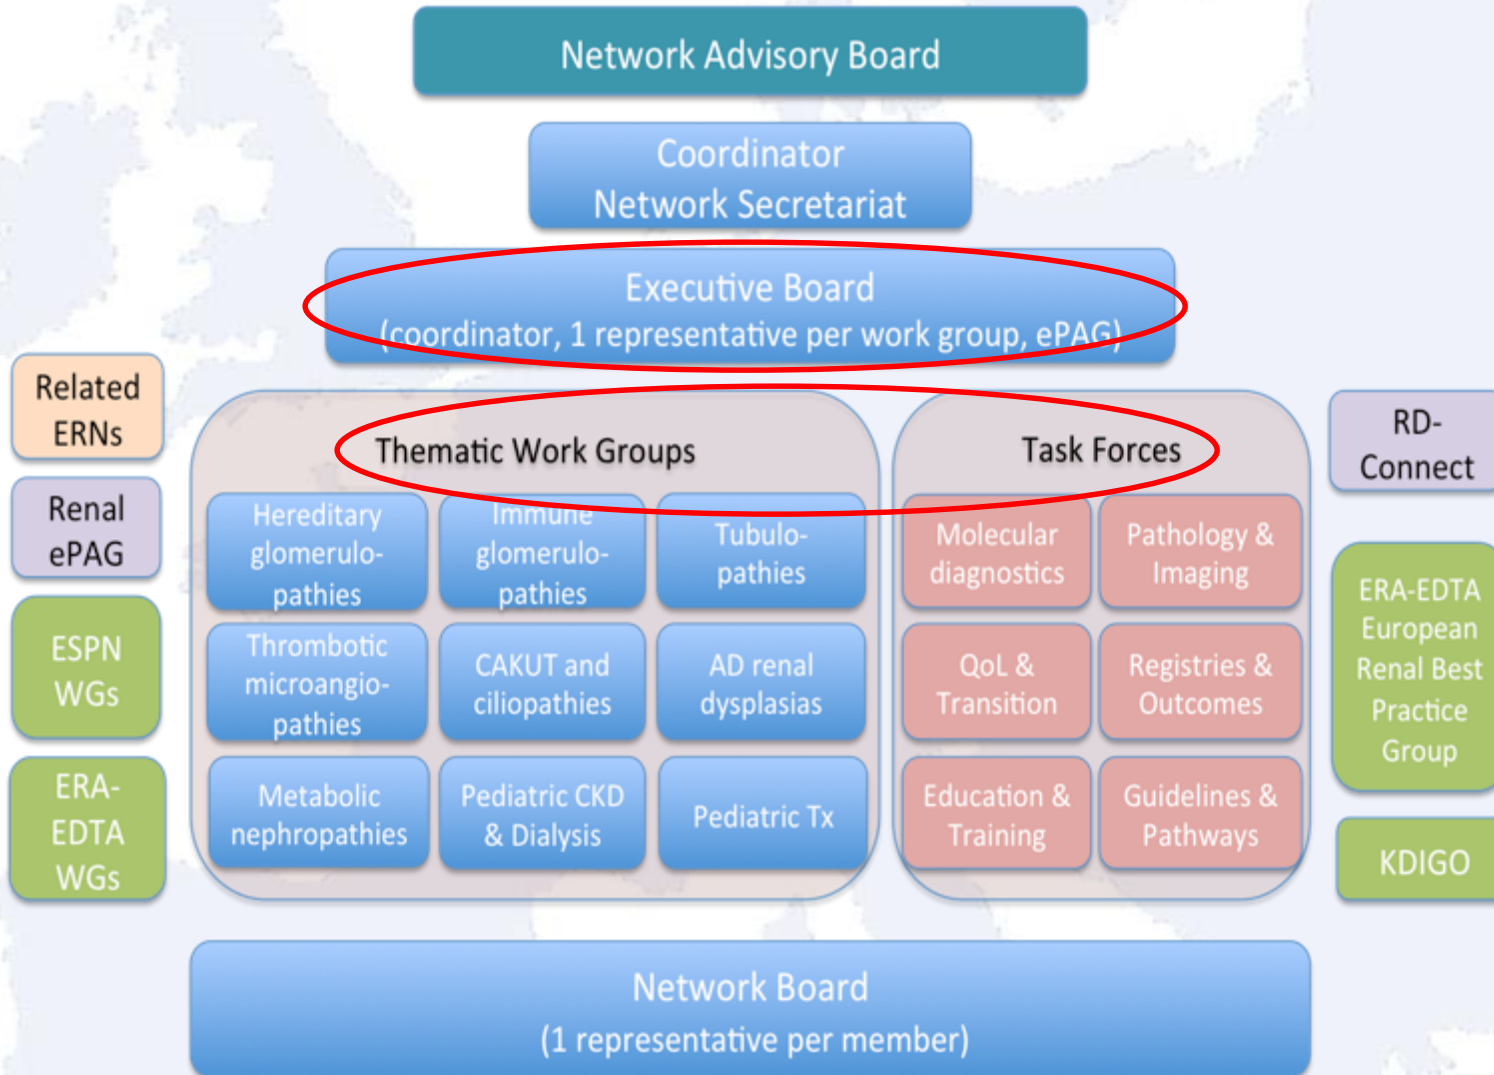 Network Advisory Board
Coordinator
Network Secretariat
Executive Board
(coordinator, 1 representative per work group, ePAG)
Related
ERNs
Renal
ePAG
ESPN
WGs
ERA-
EDTA
WGs
Thematic Work Groups
Hereditary
glomerulo-
pathies
Immune
glomerulo-
pathies
Tubulo-
pathies
Thrombotic
microangio-
pathies
CAKUT and
ciliopathies
AD renal
dysplasias
Metabolic
nephropathies
Pediatric CKD
& Dialysis
Pediatric Tx
Task Forces
Molecular
diagnostics
Pathology &
Imaging
QoL &
Transition
Registries &
Outcomes
Education &
Training
Guidelines &
Pathways
RD-
Connect
ERA-EDTA
European
Renal Best
Practice
Group
KDIGO
Network Board
(1 representative per member)